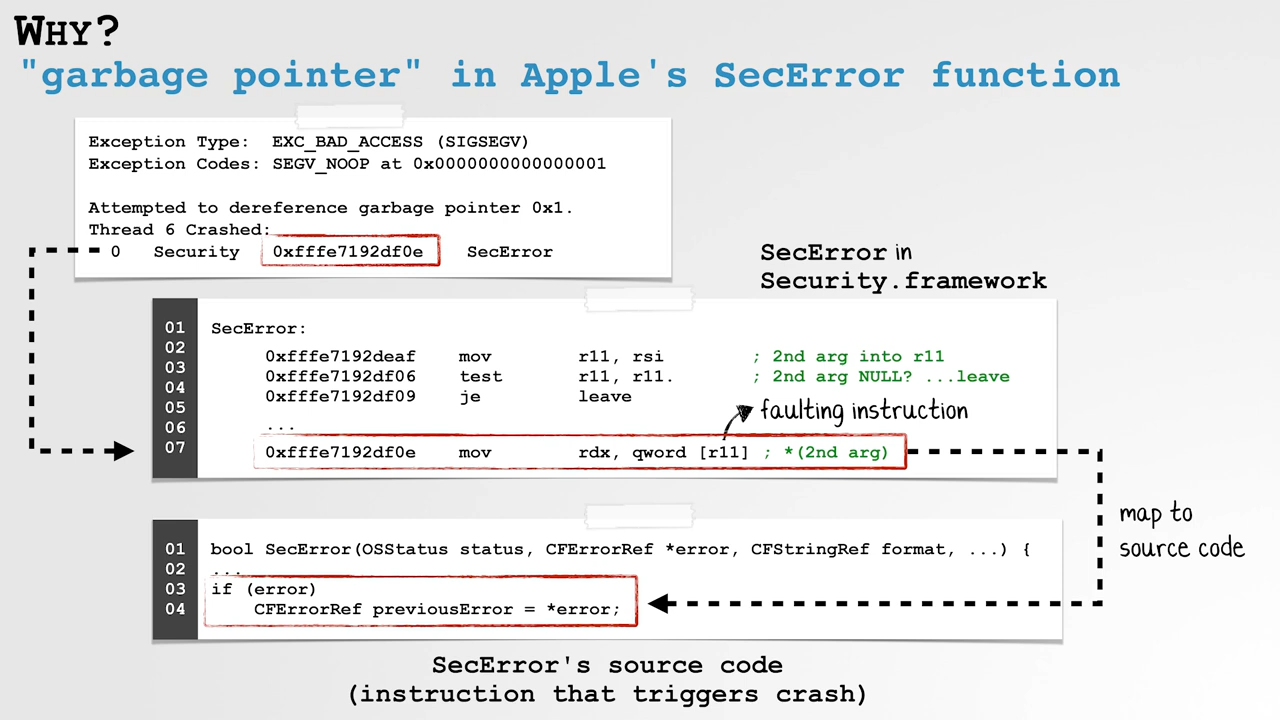 WHY?
"garbage pointer" in Apple's SecError function
Exception Type: EXC_BAD_ACCESS (SIGSEGV)
Exception Codes: SEGV_NOOP at 0x0000000000000001
Attempted to dereference garbage pointer 0x1.
Thread 6 Crashed:
0 Security 0xfffe7192df0e SecError
SecError in
Security.framework
01 SecError:
02 0xfffe7192deaf mov r11, rsi ; 2nd arg into r11
03 0xfffe7192df06 test r11, r11. ; 2nd arg NULL? ...leave
04 0xfffe7192df09 je leave
05 faulting instruction
06 ...
07 0xfffe7192df0e mov rdx, qword [r11] ; *(2nd arg)
map to
source code
01 bool SecError(OSStatus status, CFErrorRef *error, CFStringRef format, ...) {
02 ...
03 if (error)
04 CFErrorRef previousError = *error;
SecError's source code
(instruction that triggers crash)